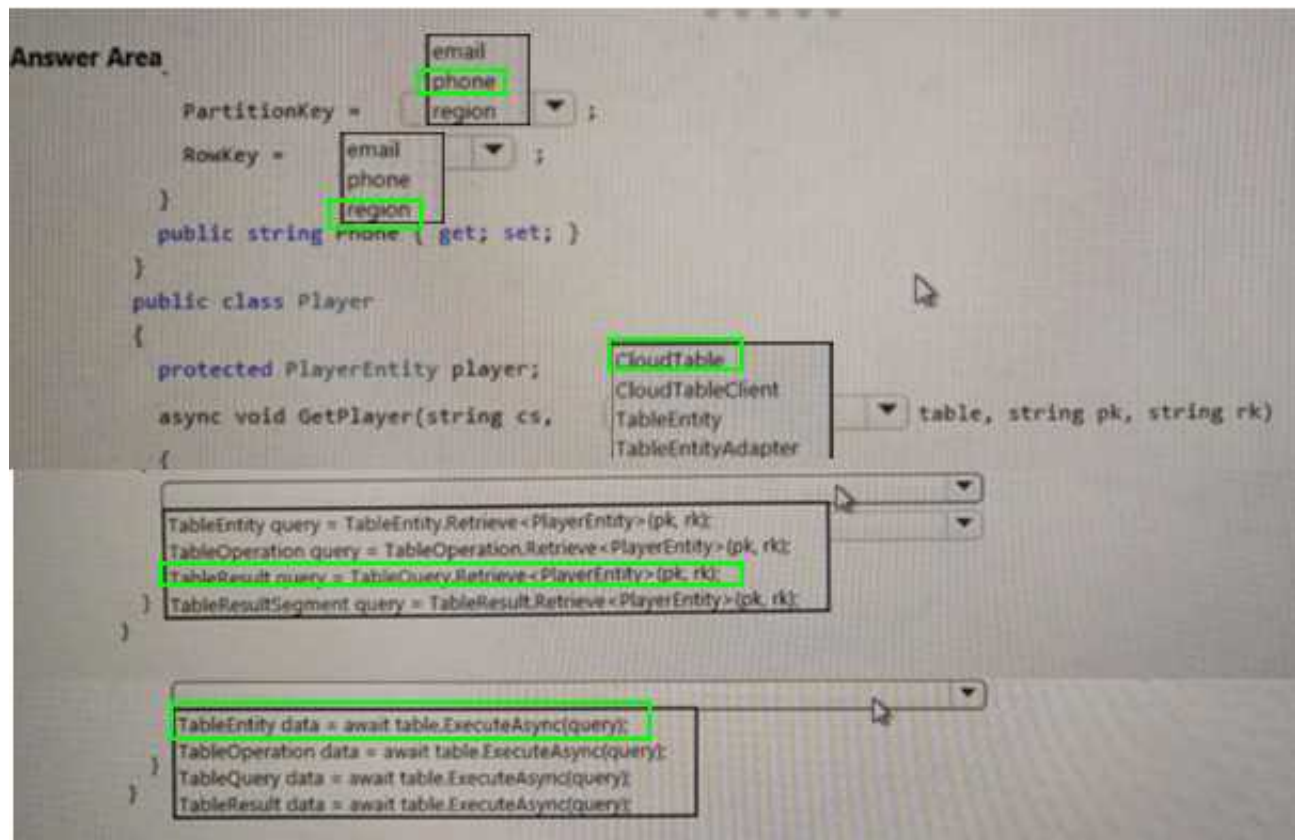 Answer Area
email
phone
PartitionKey = region ;
RowKey = email ;
phone
}
region
public string Phone { get; set; }
}
public class Player
{
protected PlayerEntity player;
CloudTable
CloudTableClient
async void GetPlayer(string cs, TableEntity table, string pk, string rk)
TableEntityAdapter
{
TableEntity query = TableEntity.Retrieve<PlayerEntity>(pk, rk);
TableOperation query = TableOperation.Retrieve<PlayerEntity>(pk, rk);
TableResult query = TableQuery.Retrieve<PlayerEntity>(pk, rk);
} TableResultSegment query = TableResult.Retrieve<PlayerEntity>(pk, rk);
}
TableEntity data = await table.ExecuteAsync(query);
TableOperation data = await table.ExecuteAsync(query);
} TableQuery data = await table.ExecuteAsync(query);
} TableResult data = await table.ExecuteAsync(query);